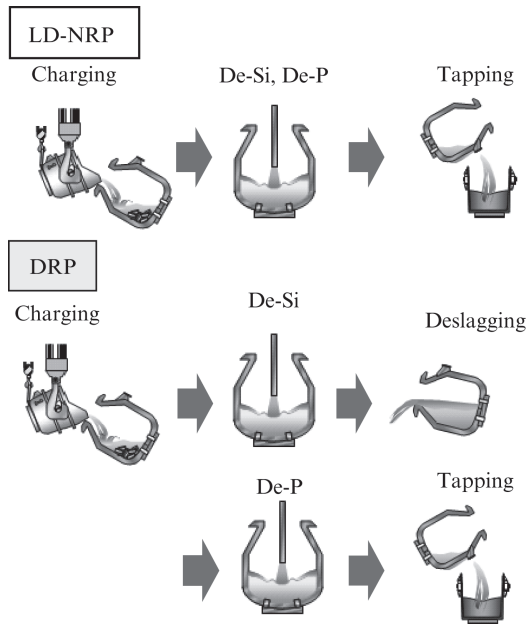 LD-NRP
Charging
De-Si, De-P
Tapping
DRP
Charging
De-Si
Deslagging
De-P
Tapping